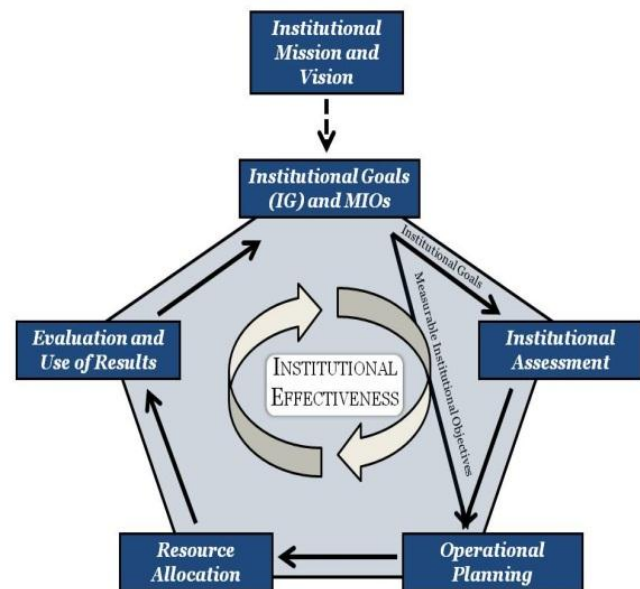 Institutional
Mission and
Vision
Institutional Goals
(IG) and MIOs
Institutional Goals
Measurable Institutional Objectives
Evaluation and
Use of Results
INSTITUTIONAL
EFFECTIVENESS
Institutional
Assessment
Resource
Allocation
Operational
Planning